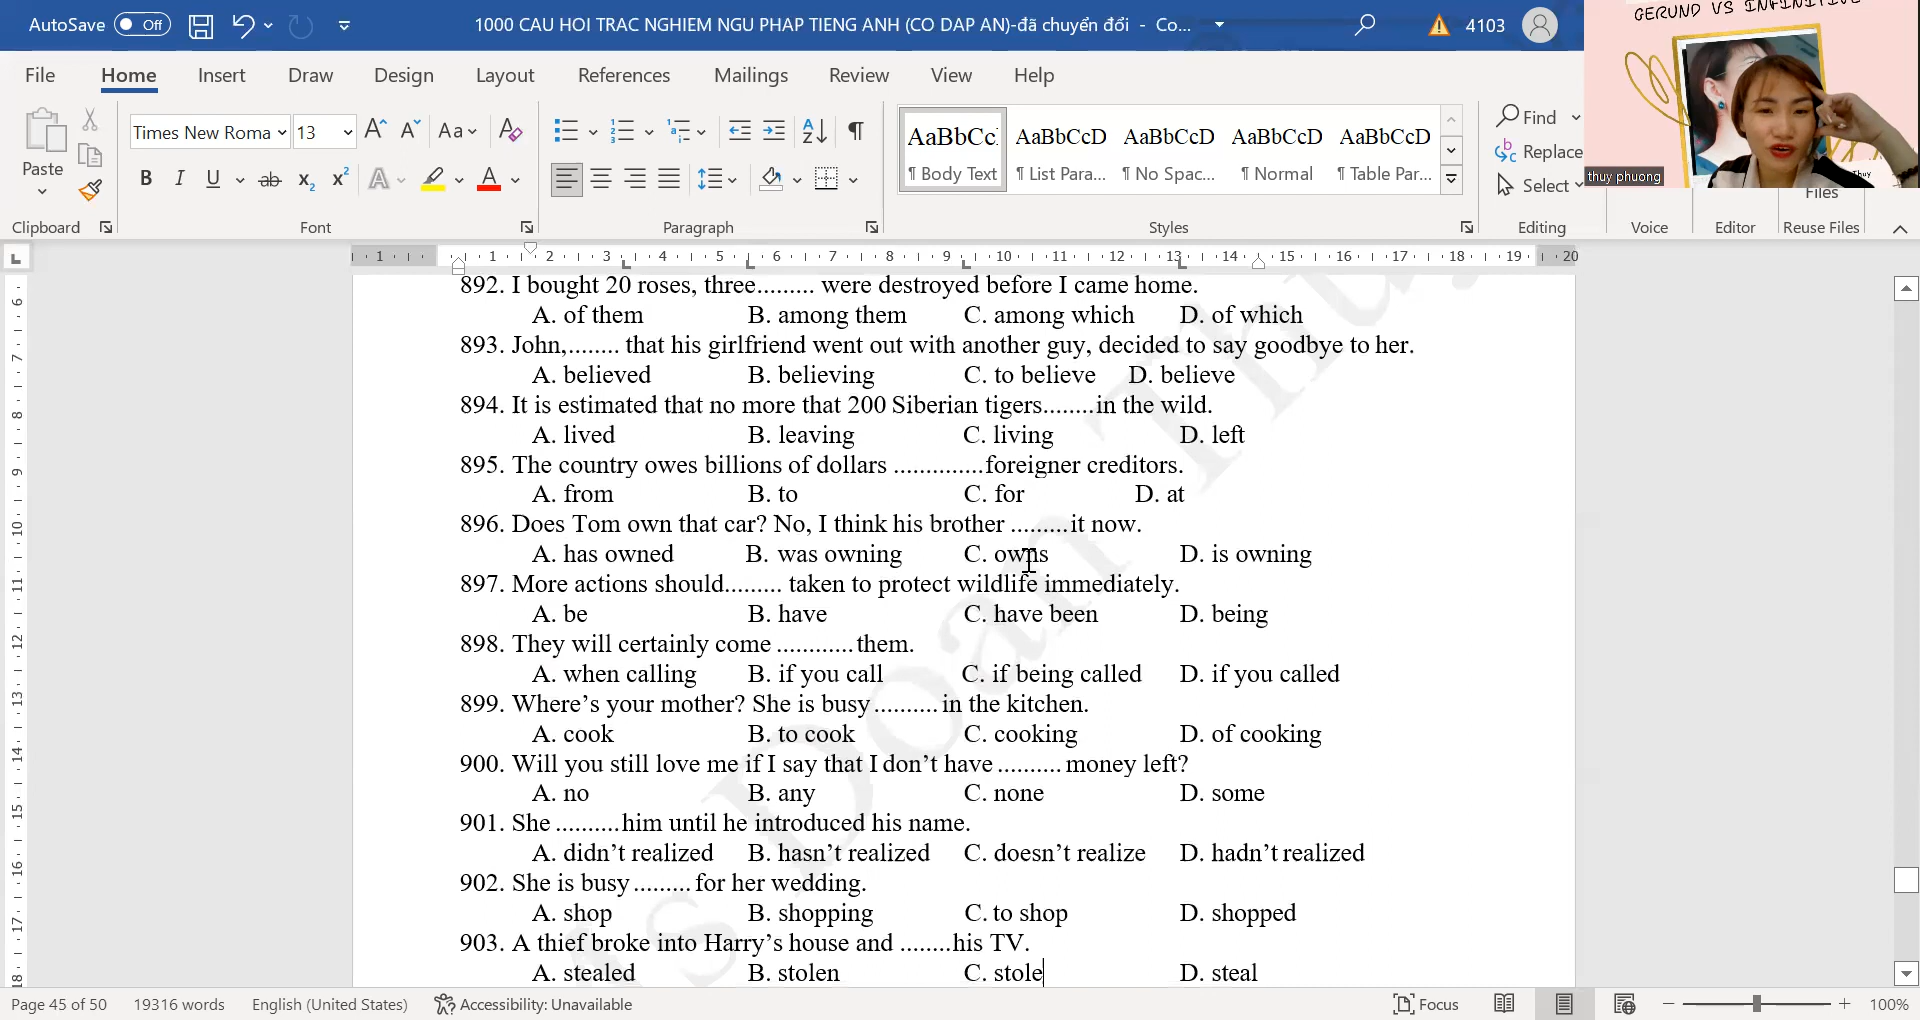 AutoSave Off 1000 CAU HOI TRAC NGHIEM NGU PHAP TIENG ANH (CO DAP AN)-đã chuyển đổi - Co... 4103
GERUND VS INFINITIVE
File Home Insert Draw Design Layout References Mailings Review View Help
Paste Times New Roma 13 Aa
AaBbCc AaBbCcD AaBbCcD AaBbCcD AaBbCcD
¶ Body Text ¶ List Para... ¶ No Spac... ¶ Normal ¶ Table Par...
Find
Replace
Select
thuy phuong
Thuy
Files
Clipboard Font Paragraph Styles Editing Voice Editor Reuse Files
892. I bought 20 roses, three......... were destroyed before I came home.
A. of them B. among them C. among which D. of which
893. John,........ that his girlfriend went out with another guy, decided to say goodbye to her.
A. believed B. believing C. to believe D. believe
894. It is estimated that no more that 200 Siberian tigers........in the wild.
A. lived B. leaving C. living D. left
895. The country owes billions of dollars ..............foreigner creditors.
A. from B. to C. for D. at
896. Does Tom own that car? No, I think his brother .........it now.
A. has owned B. was owning C. owns D. is owning
897. More actions should......... taken to protect wildlife immediately.
A. be B. have C. have been D. being
898. They will certainly come ............them.
A. when calling B. if you call C. if being called D. if you called
899. Where’s your mother? She is busy .......... in the kitchen.
A. cook B. to cook C. cooking D. of cooking
900. Will you still love me if I say that I don’t have .......... money left?
A. no B. any C. none D. some
901. She ..........him until he introduced his name.
A. didn’t realized B. hasn’t realized C. doesn’t realize D. hadn’t realized
902. She is busy ......... for her wedding.
A. shop B. shopping C. to shop D. shopped
903. A thief broke into Harry’s house and ........his TV.
A. stealed B. stolen C. stole D. steal
Page 45 of 50 19316 words English (United States) Accessibility: Unavailable Focus 100%